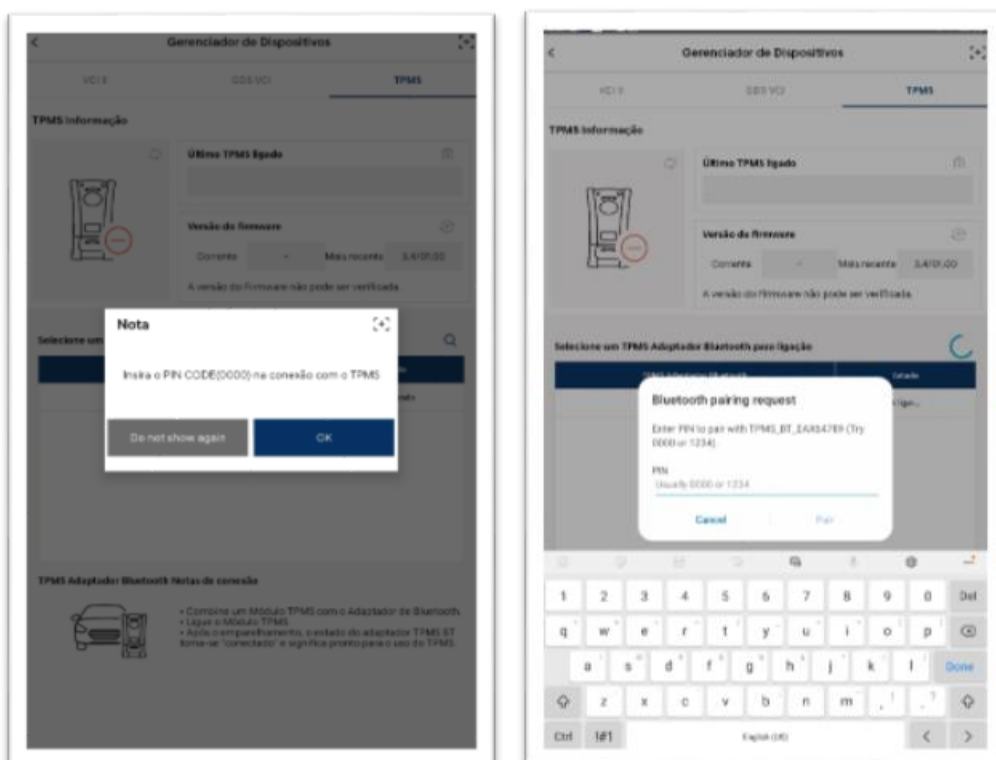 Gerenciador de Dispositivos
VCI II
GDS VCI
TPMS
TPMS Informação
Último TPMS ligado
Versão do firmware
Corrente
-
Mais recente
3.4/01.00
A versão do Firmware não pode ser verificada.
Nota
Selecione um
Insira o PIN CODE(0000) na conexão com o TPMS
Do not show again
OK
TPMS Adaptador Bluetooth Notas de conexão
• Combine um Módulo TPMS com o Adaptador de Bluetooth.
• Ligue o Módulo TPMS
• Após o emparelhamento, o estado do adaptador TPMS BT
torna-se "conectado" e significa pronto para o uso do TPMS.
Gerenciador de Dispositivos
VCI II
GDS VCI
TPMS
TPMS Informação
Último TPMS ligado
Versão do firmware
Corrente
-
Mais recente
3.4/01.00
A versão do Firmware não pode ser verificada.
Selecione um TPMS Adaptador Bluetooth para ligação
TPMS Adaptador Bluetooth
Estado
Bluetooth pairing request
Enter PIN to pair with (Try
0000 or 1234).
PIN
Usually 0000 or 1234
Cancel
Pair
1 2 3 4 5 6 7 8 9 0 Del
q w e r t y u i o p
a s d f g h j k l Done
z x c v b n m , ! . ?
Ctrl !#1 English (US) < >